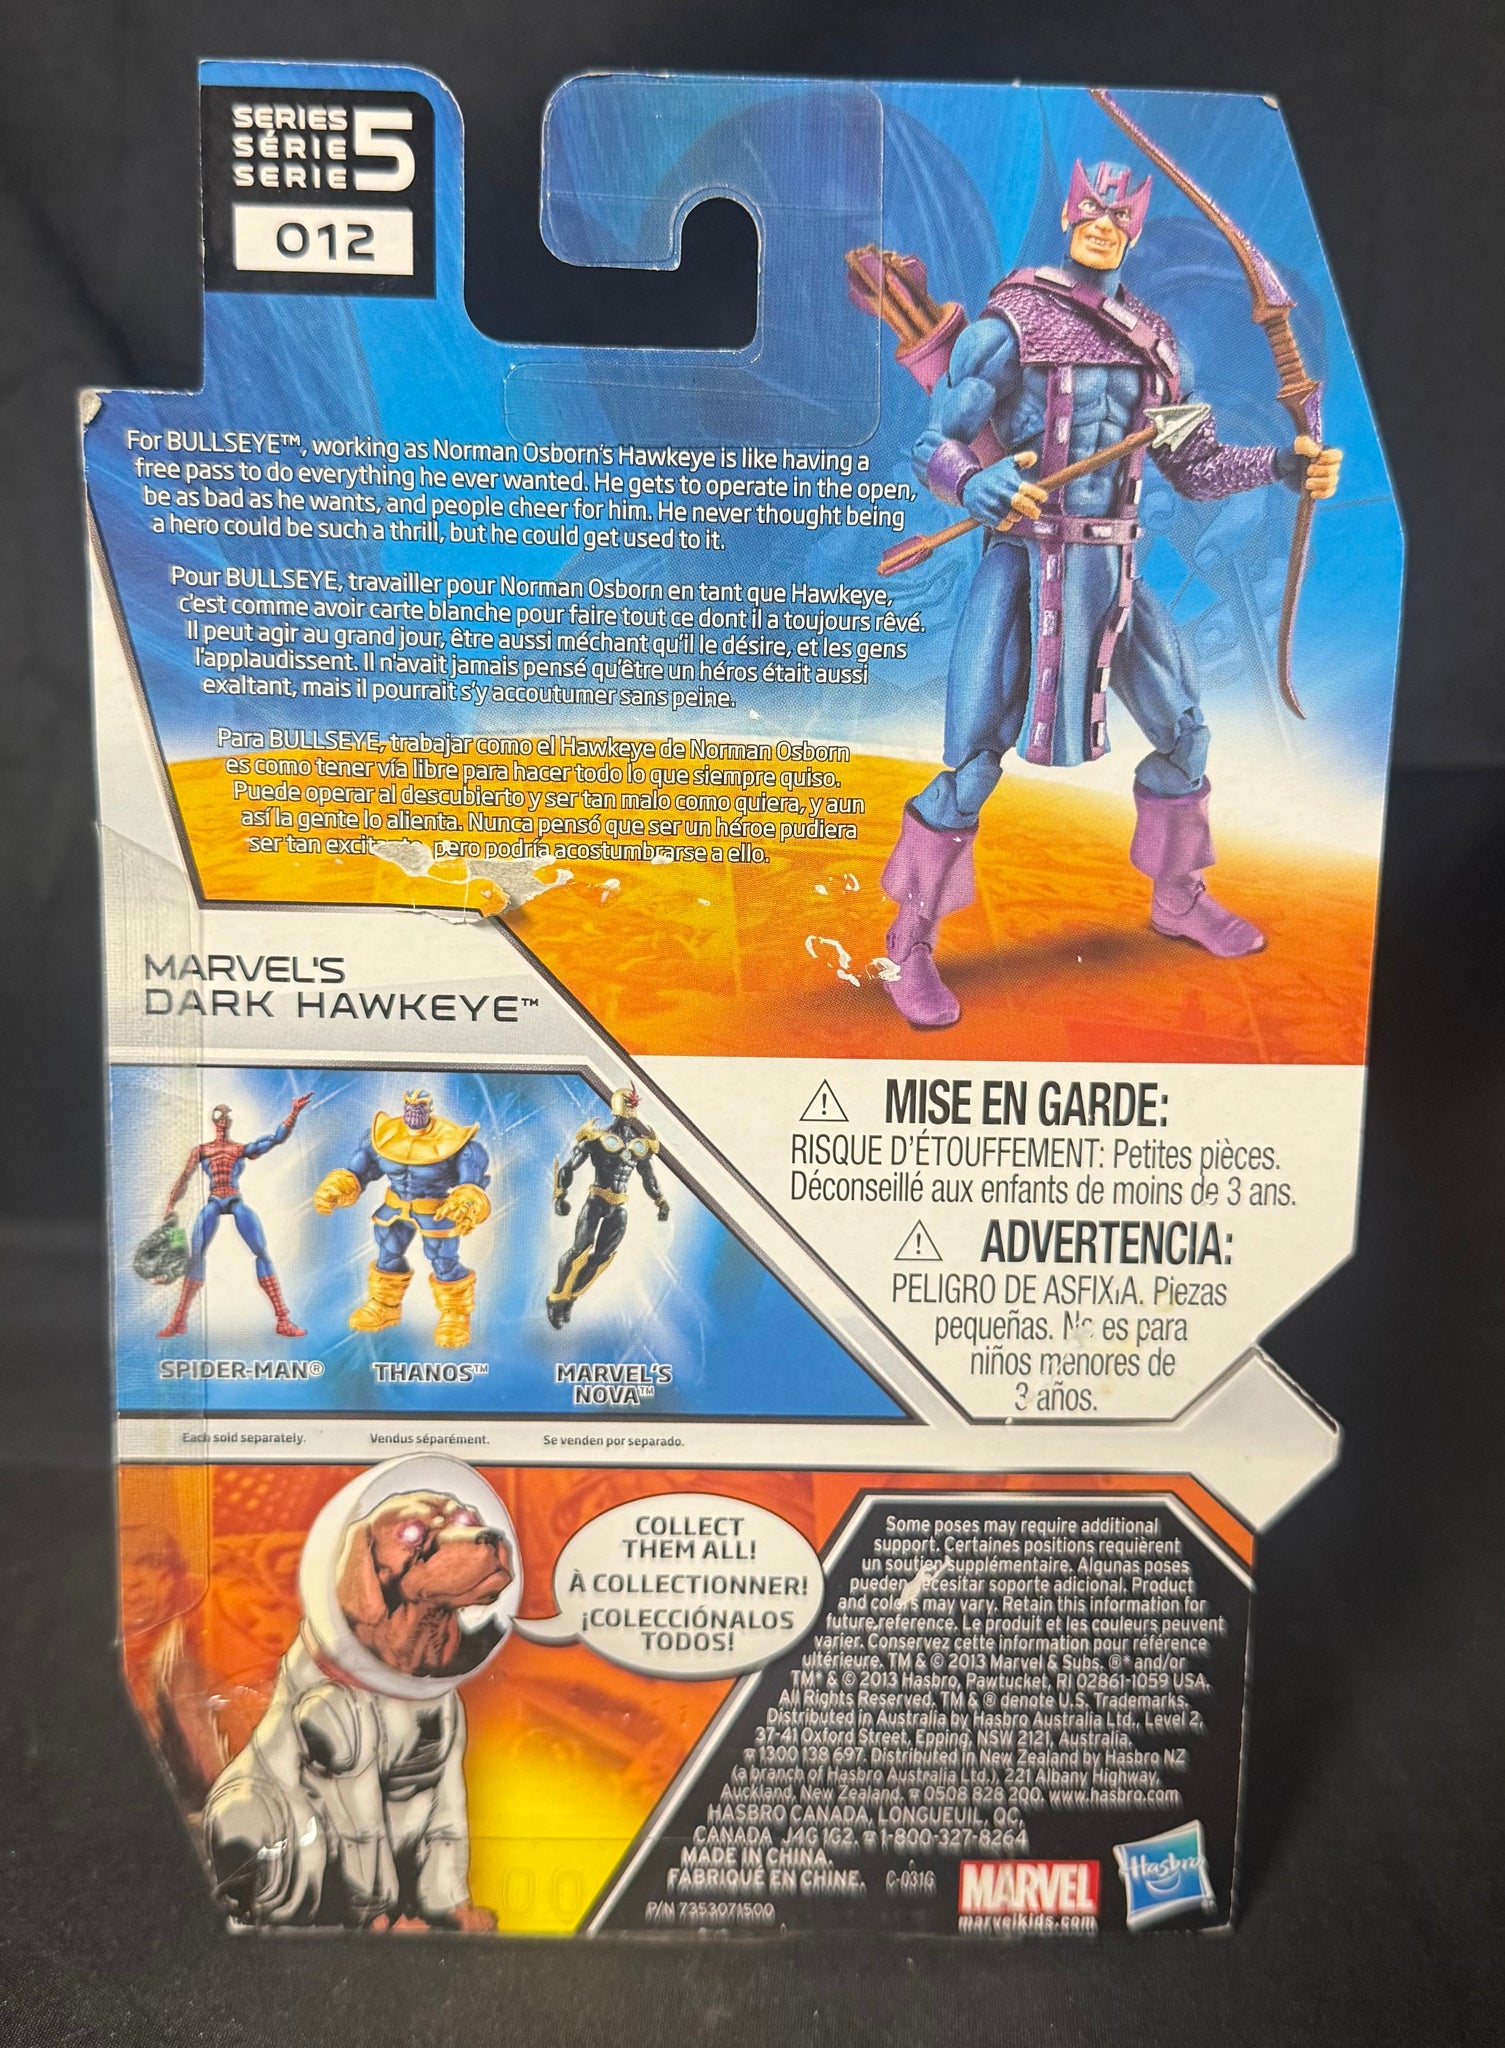 SERIES
SÉRIE
SERIE
5
012
For BULLSEYE™, working as Norman Osborn's Hawkeye is like having a
free pass to do everything he ever wanted. He gets to operate in the open,
be as bad as he wants, and people cheer for him. He never thought being
a hero could be such a thrill, but he could get used to it.
Pour BULLSEYE, travailler pour Norman Osborn en tant que Hawkeye,
c'est comme avoir carte blanche pour faire tout ce dont il a toujours rêvé.
Il peut agir au grand jour, être aussi méchant qu'il le désire, et les gens
l'applaudissent. Il n'avait jamais pensé qu'être un héros était aussi
exaltant, mais il pourrait s'y accoutumer sans peine.
Para BULLSEYE, trabajar como el Hawkeye de Norman Osborn
es como tener vía libre para hacer todo lo que siempre quiso.
Puede operar al descubierto y ser tan malo como quiera, y aun
así la gente lo alienta. Nunca pensó que ser un héroe pudiera
ser tan pero podría acostumbrarse a ello.
MARVEL'S
DARK HAWKEYE™
SPIDER-MAN®
THANOS™
MARVEL'S
NOVA™
Each sold separately. Vendus séparément. Se venden por separado.
⚠ MISE EN GARDE:
RISQUE D'ÉTOUFFEMENT: Petites pièces.
Déconseillé aux enfants de moins de 3 ans.
⚠ ADVERTENCIA:
PELIGRO DE ASFIXIA. Piezas
pequeñas. No es para
niños menores de
3 años.
COLLECT
THEM ALL!
À COLLECTIONNER!
¡COLECCIÓNALOS
TODOS!
Some poses may require additional
support. Certaines positions requièrent
un soutien supplémentaire. Algunas poses
pueden necesitar soporte adicional. Product
and colors may vary. Retain this information for
future reference. Le produit et les couleurs peuvent
varier. Conservez cette information pour référence
ultérieure. TM & © 2013 Marvel & Subs. ®* and/or
TM* & © 2013 Hasbro, Pawtucket, RI 02861-1059 USA.
All Rights Reserved. TM & ® denote U.S. Trademarks.
Distributed in Australia by Hasbro Australia Ltd., Level 2,
37-41 Oxford Street, Epping, NSW 2121, Australia.
☎ 1300 138 697. Distributed in New Zealand by Hasbro NZ
(a branch of Hasbro Australia Ltd.), 221 Albany Highway,
Auckland, New Zealand. ☎ 0508 828 200. www.hasbro.com
HASBRO CANADA, LONGUEUIL, QC,
CANADA J4G 1G2. ☎ 1-800-327-8264
MADE IN CHINA.
FABRIQUÉ EN CHINE. C-031G
P/N 7353071500
MARVEL
marvelkids.com
Hasbro